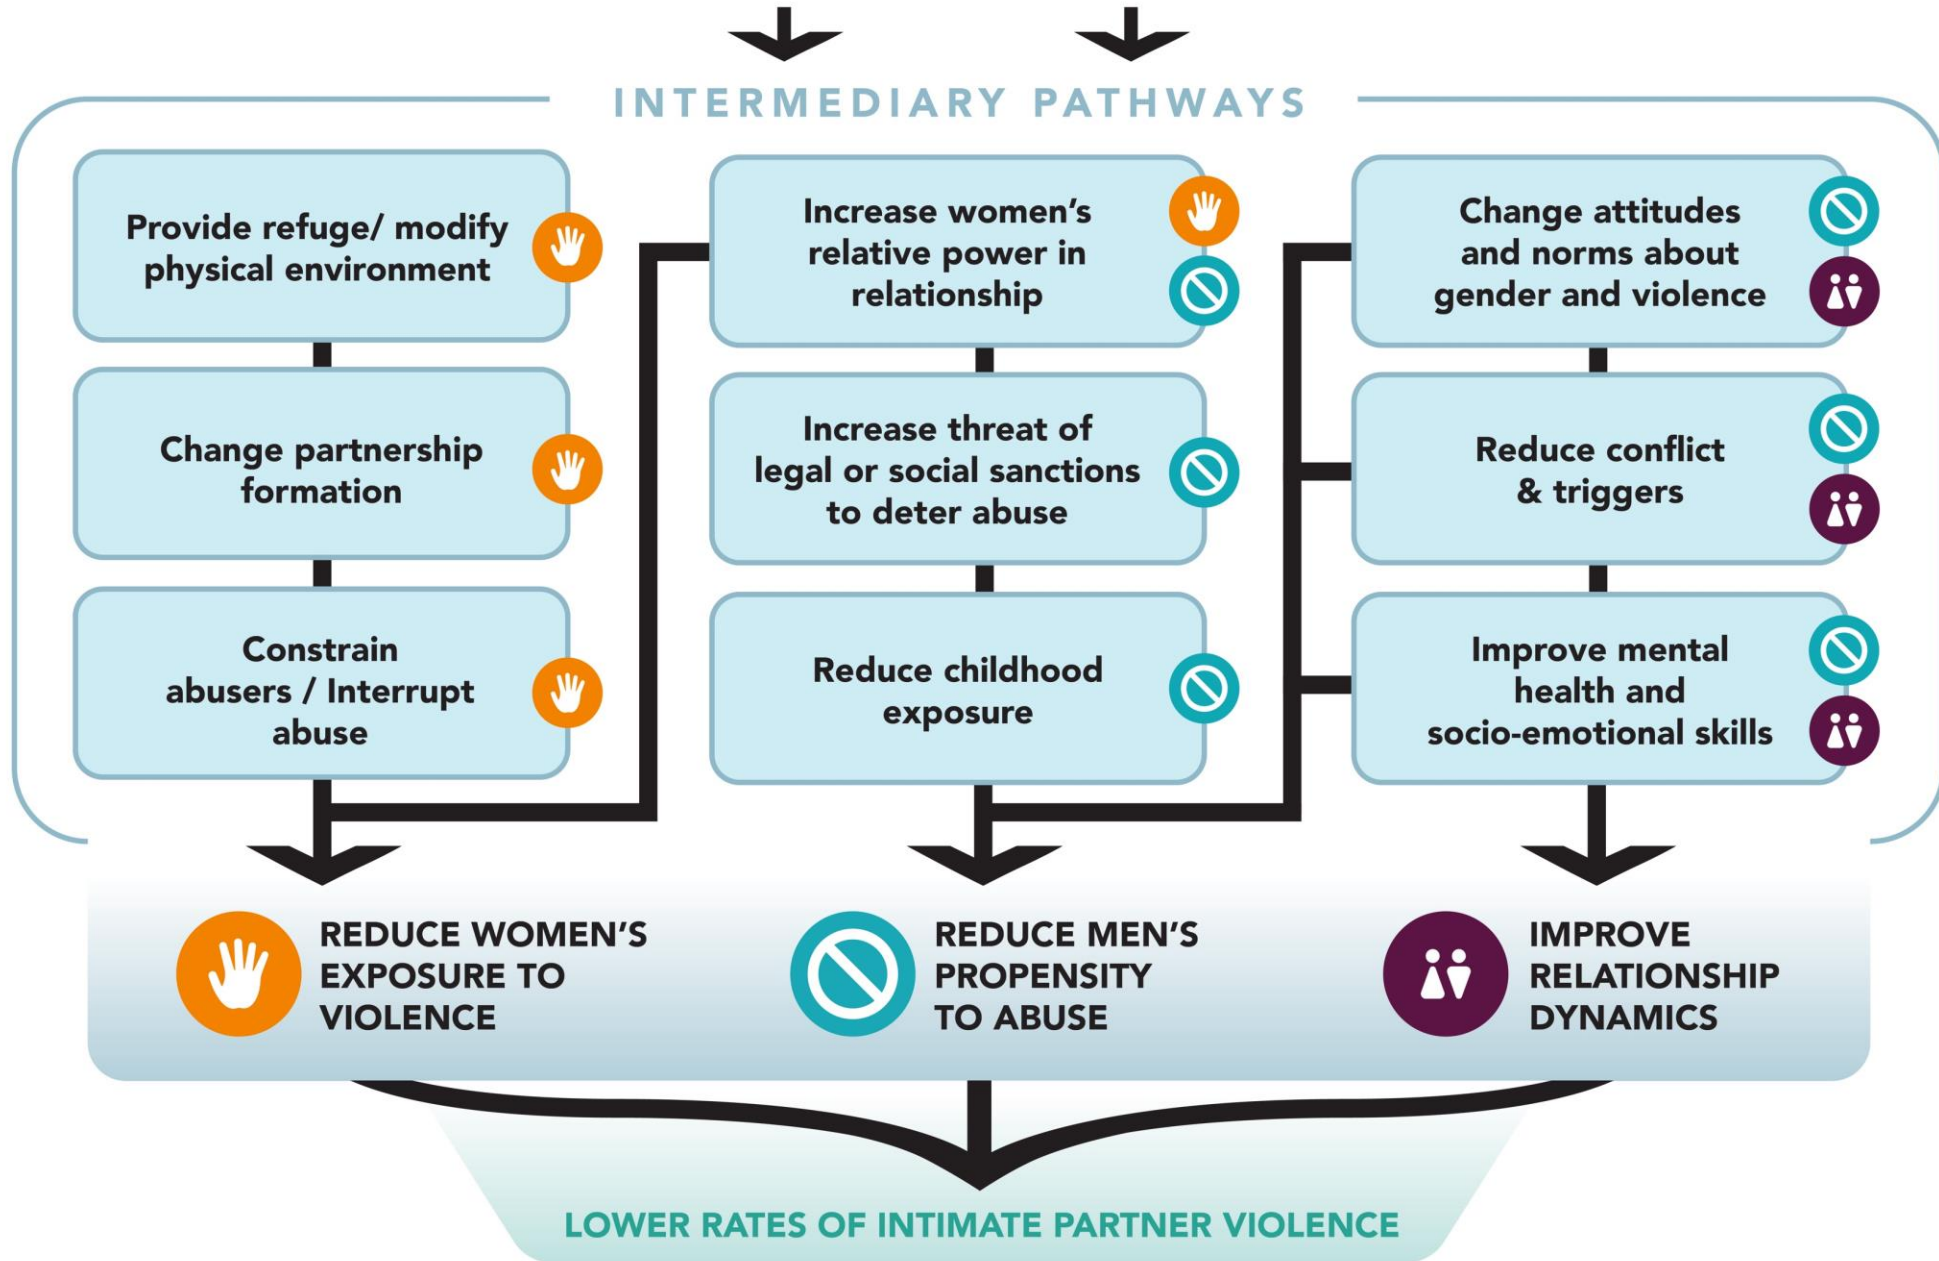 INTERMEDIARY PATHWAYS
Provide refuge/ modify
physical environment
Increase women's
relative power in
relationship
Change attitudes
and norms about
gender and violence
Change partnership
formation
Increase threat of
legal or social sanctions
to deter abuse
Reduce conflict
& triggers
Constrain
abusers / Interrupt
abuse
Reduce childhood
exposure
Improve mental
health and
socio-emotional skills
REDUCE WOMEN'S
EXPOSURE TO
VIOLENCE
REDUCE MEN'S
PROPENSITY
TO ABUSE
IMPROVE
RELATIONSHIP
DYNAMICS
LOWER RATES OF INTIMATE PARTNER VIOLENCE